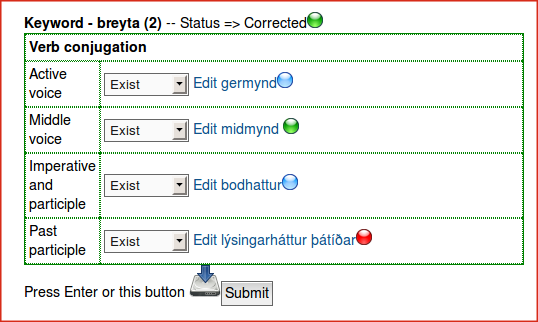 Keyword - breyta (2) -- Status => Corrected
Verb conjugation
Active
voice
Exist
Edit germynd
Middle
voice
Exist
Edit midmynd
Imperative
and
participle
Exist
Edit bodhattur
Past
participle
Exist
Edit lýsingarháttur þátíðar
Press Enter or this button
Submit